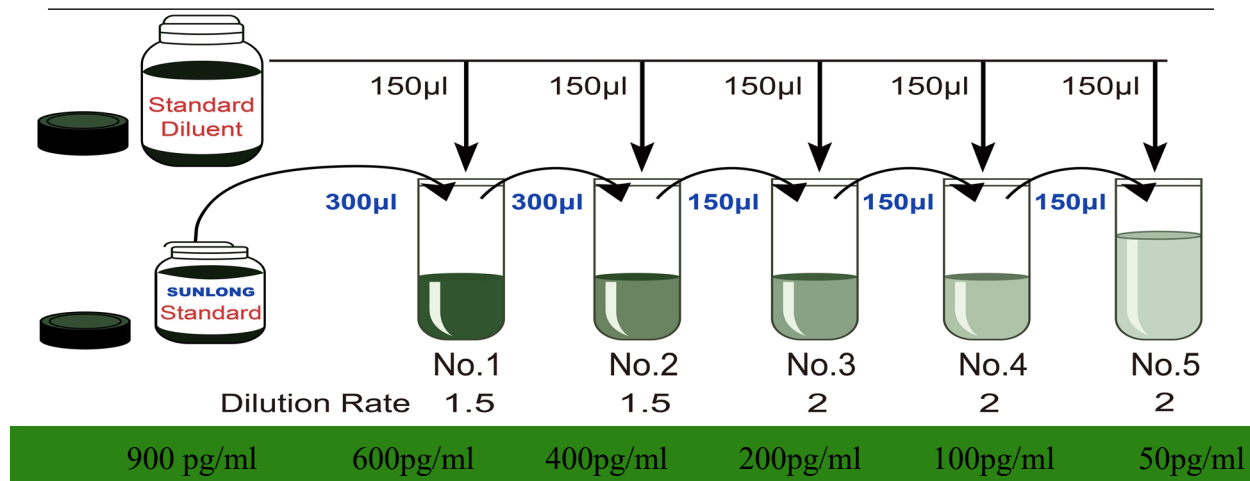 150µl 150µl 150µl 150µl 150µl
Standard
Diluent
300µl 300µl 150µl 150µl 150µl
SUNLONG
Standard
No.1 No.2 No.3 No.4 No.5
Dilution Rate 1.5 1.5 2 2 2
900 pg/ml 600pg/ml 400pg/ml 200pg/ml 100pg/ml 50pg/ml